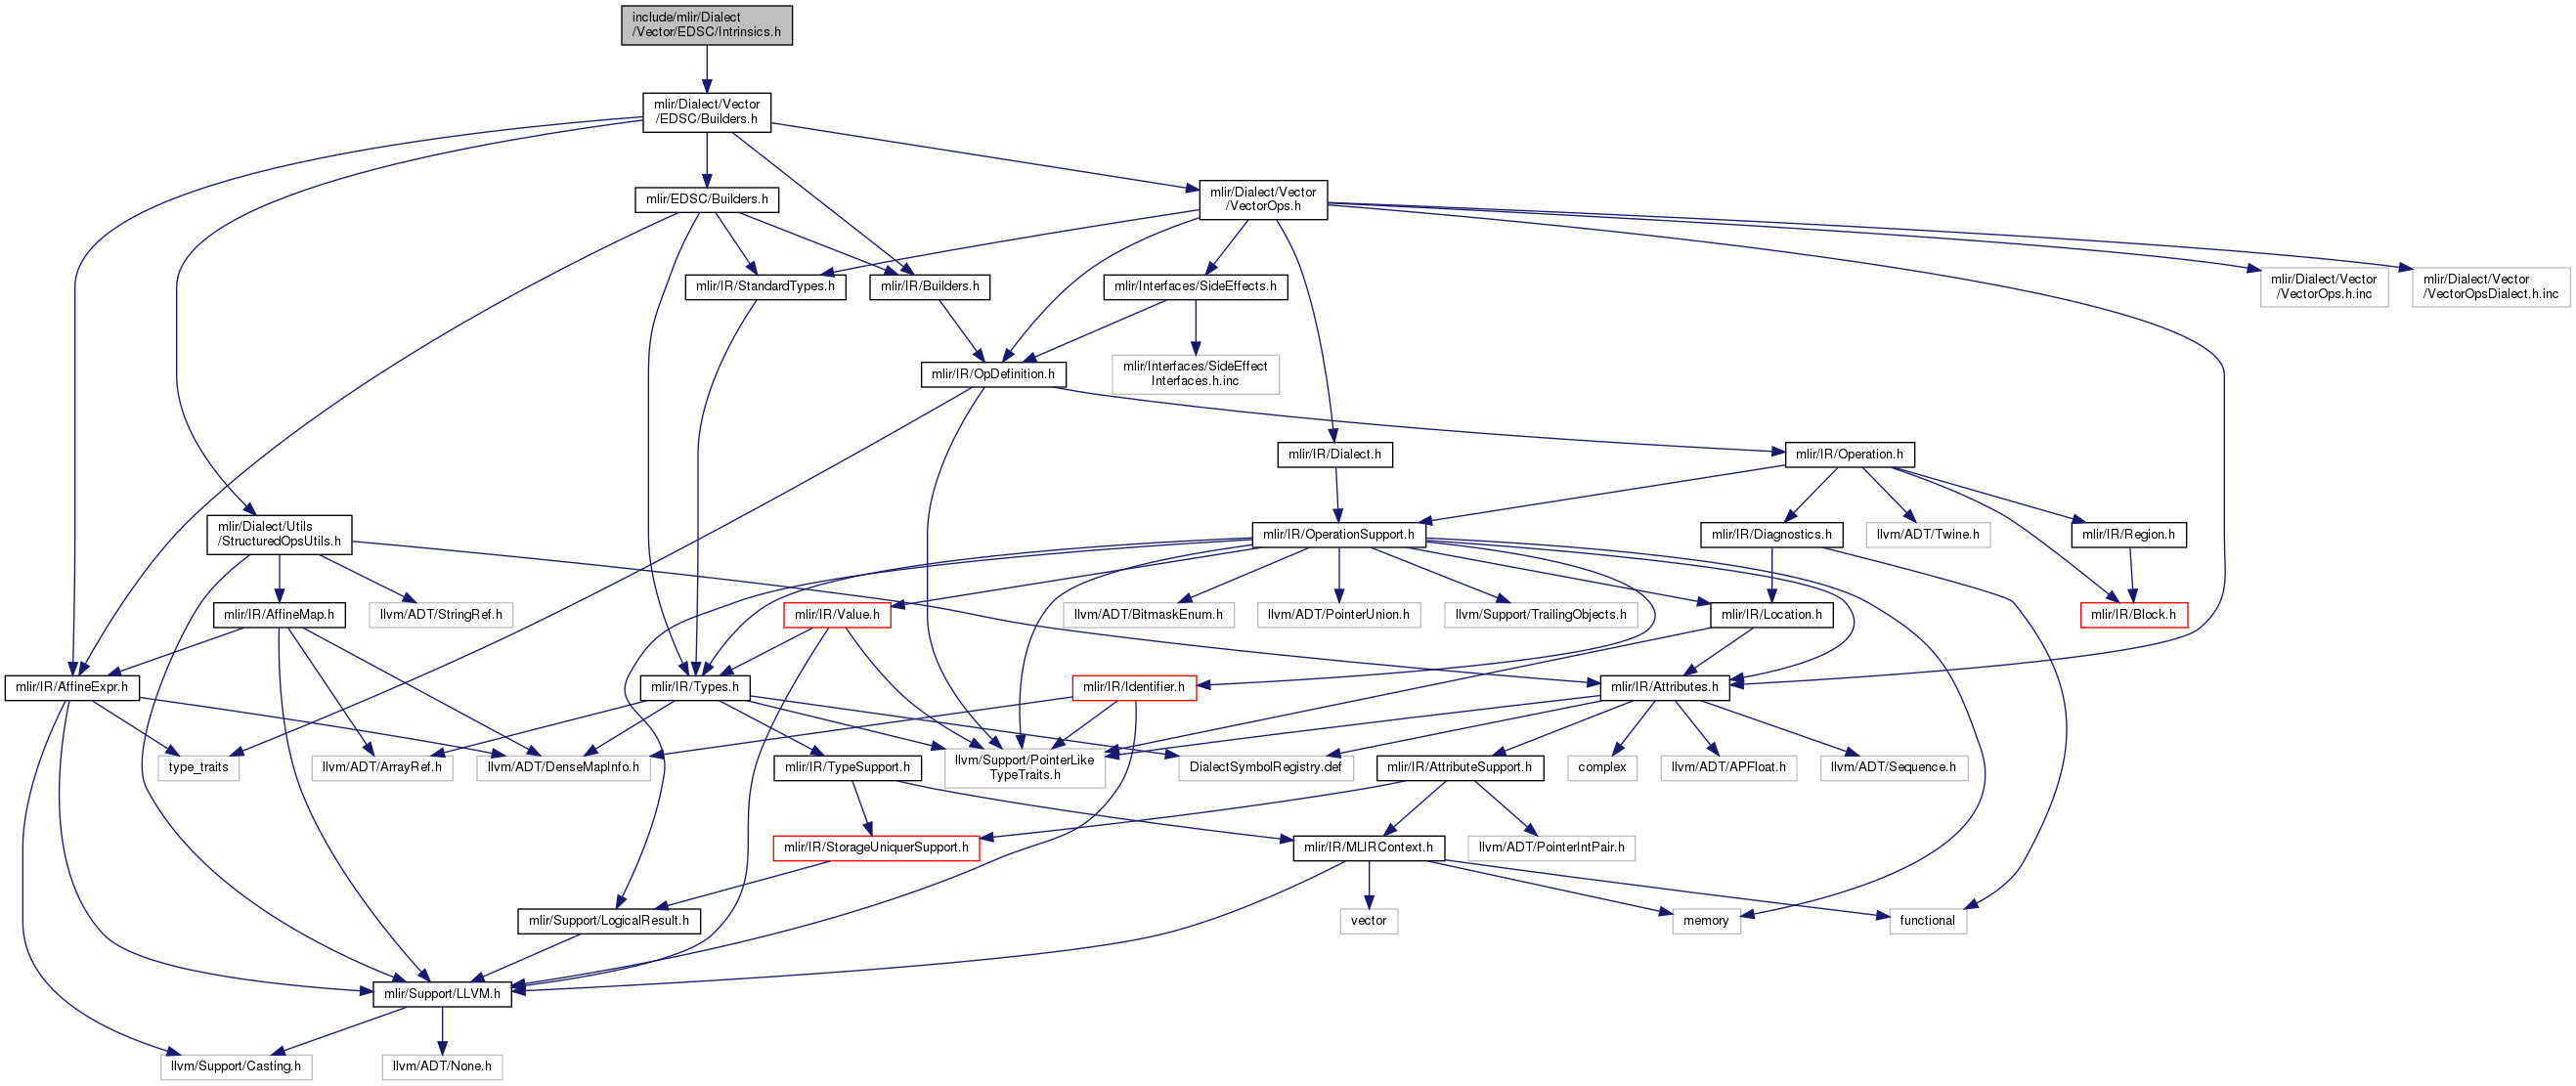 include/mlir/Dialect
/Vector/EDSC/Intrinsics.h
mlir/Dialect/Vector
/EDSC/Builders.h
mlir/EDSC/Builders.h
mlir/Dialect/Vector
/VectorOps.h
mlir/IR/StandardTypes.h
mlir/IR/Builders.h
mlir/Interfaces/SideEffects.h
mlir/Dialect/Vector
/VectorOps.h.inc
mlir/Dialect/Vector
/VectorOpsDialect.h.inc
mlir/IR/OpDefinition.h
mlir/Interfaces/SideEffect
Interfaces.h.inc
mlir/IR/Dialect.h
mlir/IR/Operation.h
mlir/Dialect/Utils
/StructuredOpsUtils.h
mlir/IR/OperationSupport.h
mlir/IR/Diagnostics.h
llvm/ADT/Twine.h
mlir/IR/Region.h
mlir/IR/AffineMap.h
llvm/ADT/StringRef.h
mlir/IR/Value.h
llvm/ADT/BitmaskEnum.h
llvm/ADT/PointerUnion.h
llvm/Support/TrailingObjects.h
mlir/IR/Location.h
mlir/IR/Block.h
mlir/IR/AffineExpr.h
mlir/IR/Types.h
mlir/IR/Identifier.h
mlir/IR/Attributes.h
type_traits
llvm/ADT/ArrayRef.h
llvm/ADT/DenseMapInfo.h
mlir/IR/TypeSupport.h
llvm/Support/PointerLike
TypeTraits.h
DialectSymbolRegistry.def
mlir/IR/AttributeSupport.h
complex
llvm/ADT/APFloat.h
llvm/ADT/Sequence.h
mlir/IR/StorageUniquerSupport.h
mlir/IR/MLIRContext.h
llvm/ADT/PointerIntPair.h
mlir/Support/LogicalResult.h
vector
memory
functional
mlir/Support/LLVM.h
llvm/Support/Casting.h
llvm/ADT/None.h